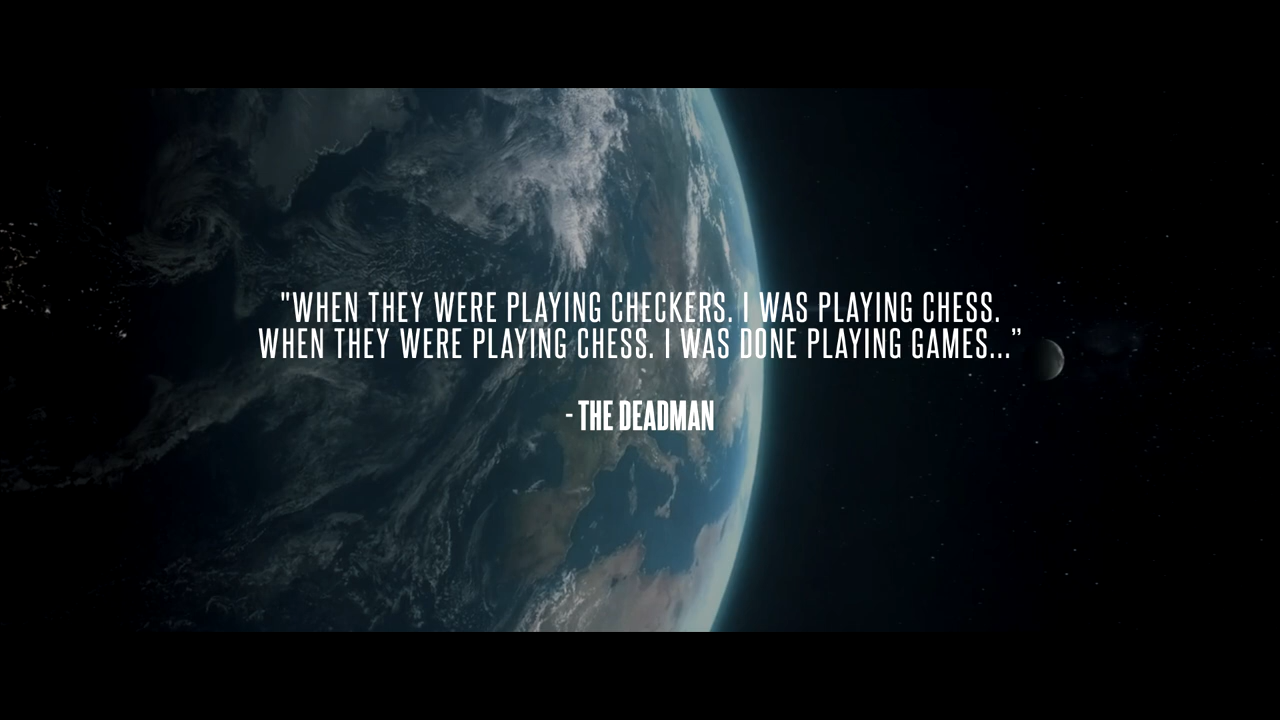 "WHEN THEY WERE PLAYING CHECKERS. I WAS PLAYING CHESS.
WHEN THEY WERE PLAYING CHESS. I WAS DONE PLAYING GAMES...”
- THE DEADMAN